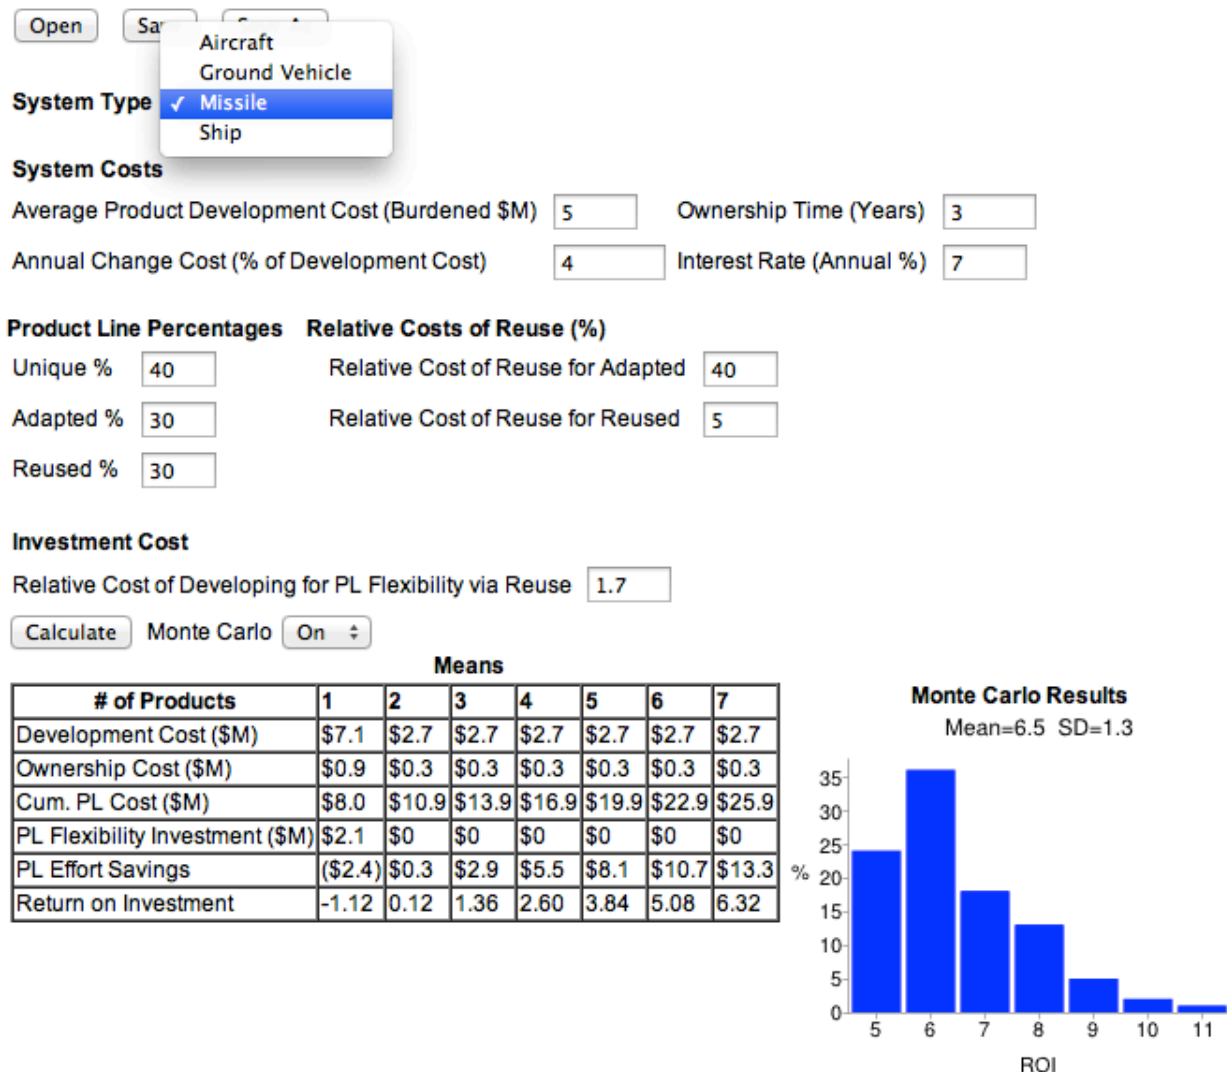 Open
Aircraft
Ground Vehicle
System Type ✓ Missile
Ship
System Costs
Average Product Development Cost (Burdened $M) 5 Ownership Time (Years) 3
Annual Change Cost (% of Development Cost) 4 Interest Rate (Annual %) 7
Product Line Percentages Relative Costs of Reuse (%)
Unique % 40 Relative Cost of Reuse for Adapted 40
Adapted % 30 Relative Cost of Reuse for Reused 5
Reused % 30
Investment Cost
Relative Cost of Developing for PL Flexibility via Reuse 1.7
Calculate Monte Carlo On
Means
# of Products 1 2 3 4 5 6 7
Development Cost ($M) $7.1 $2.7 $2.7 $2.7 $2.7 $2.7 $2.7
Ownership Cost ($M) $0.9 $0.3 $0.3 $0.3 $0.3 $0.3 $0.3
Cum. PL Cost ($M) $8.0 $10.9 $13.9 $16.9 $19.9 $22.9 $25.9
PL Flexibility Investment ($M) $2.1 $0 $0 $0 $0 $0 $0
PL Effort Savings ($2.4) $0.3 $2.9 $5.5 $8.1 $10.7 $13.3
Return on Investment -1.12 0.12 1.36 2.60 3.84 5.08 6.32
Monte Carlo Results
Mean=6.5 SD=1.3
35
30
25
% 20
15
10
5
0
5 6 7 8 9 10 11
ROI